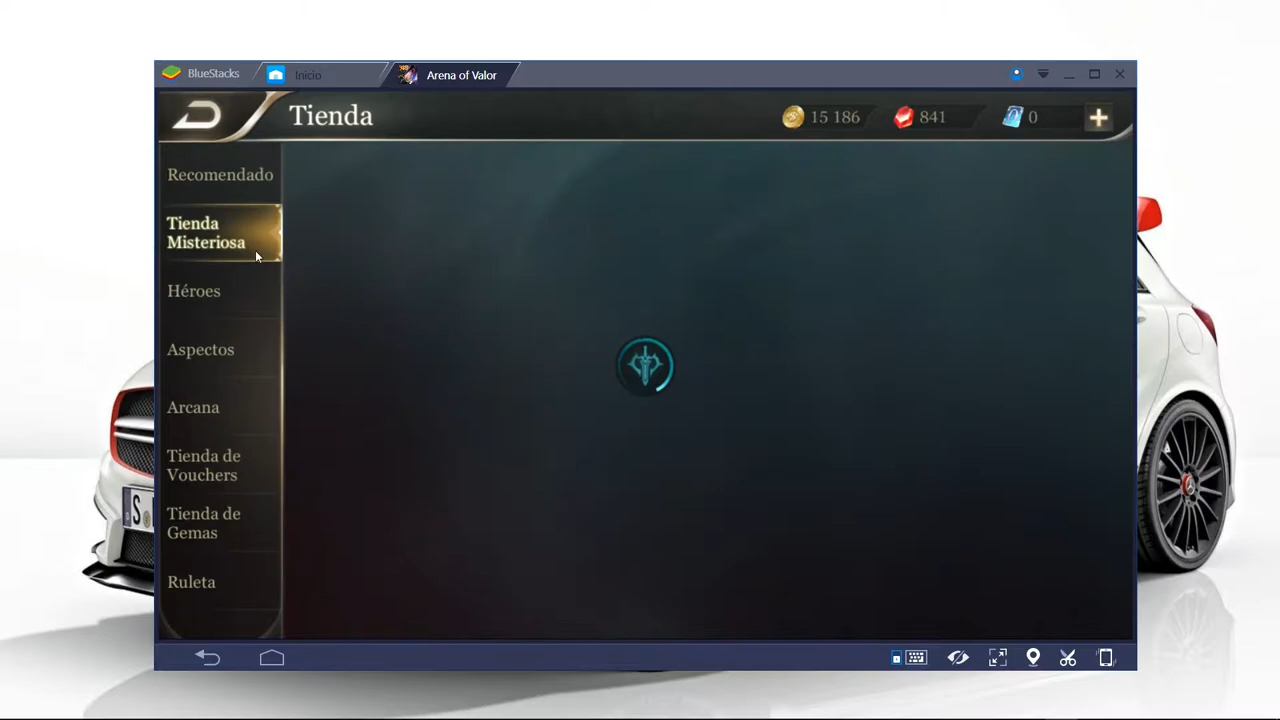 BlueStacks
Inicio
Arena of Valor
Tienda
15 186
841
0
Recomendado
Tienda
Misteriosa
Héroes
Aspectos
Arcana
Tienda de
Vouchers
Tienda de
Gemas
Ruleta
S